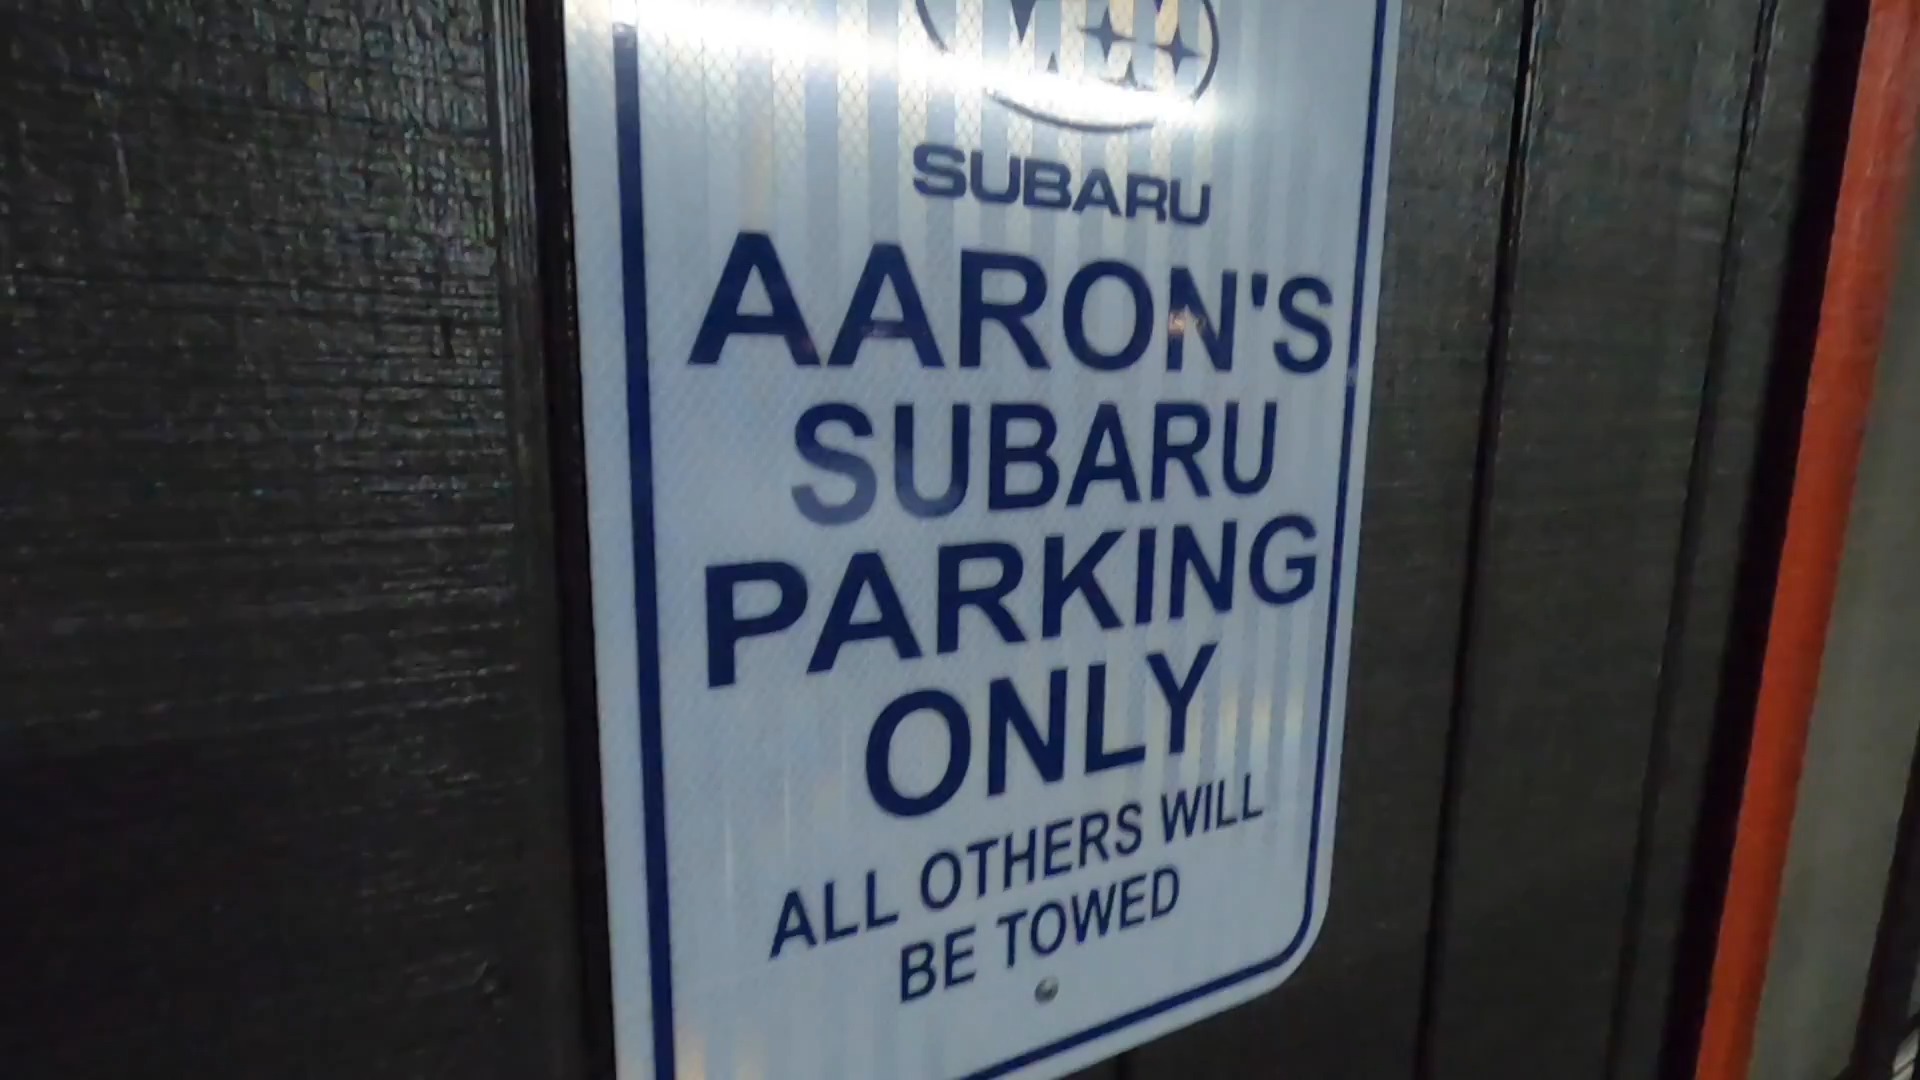 SUBARU
AARON'S
SUBARU
PARKING
ONLY
ALL OTHERS WILL
BE TOWED